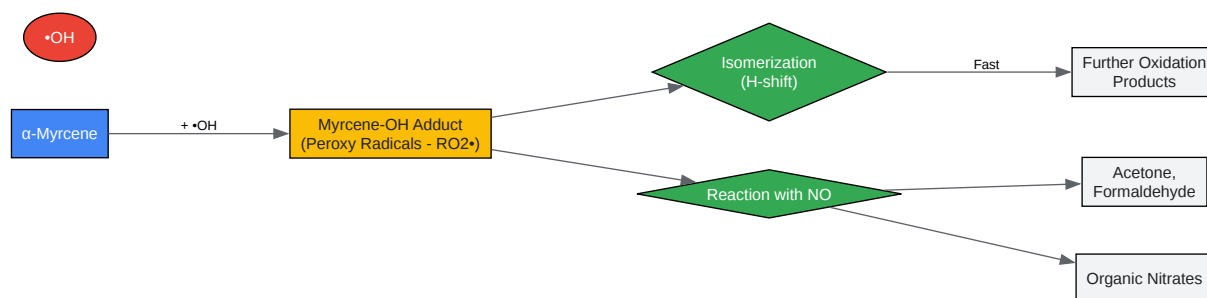 •OH
α-Myrcene
+ •OH
Myrcene-OH Adduct
(Peroxy Radicals - RO2•)
Isomerization
(H-shift)
Fast
Further Oxidation
Products
Reaction with NO
Acetone,
Formaldehyde
Organic Nitrates